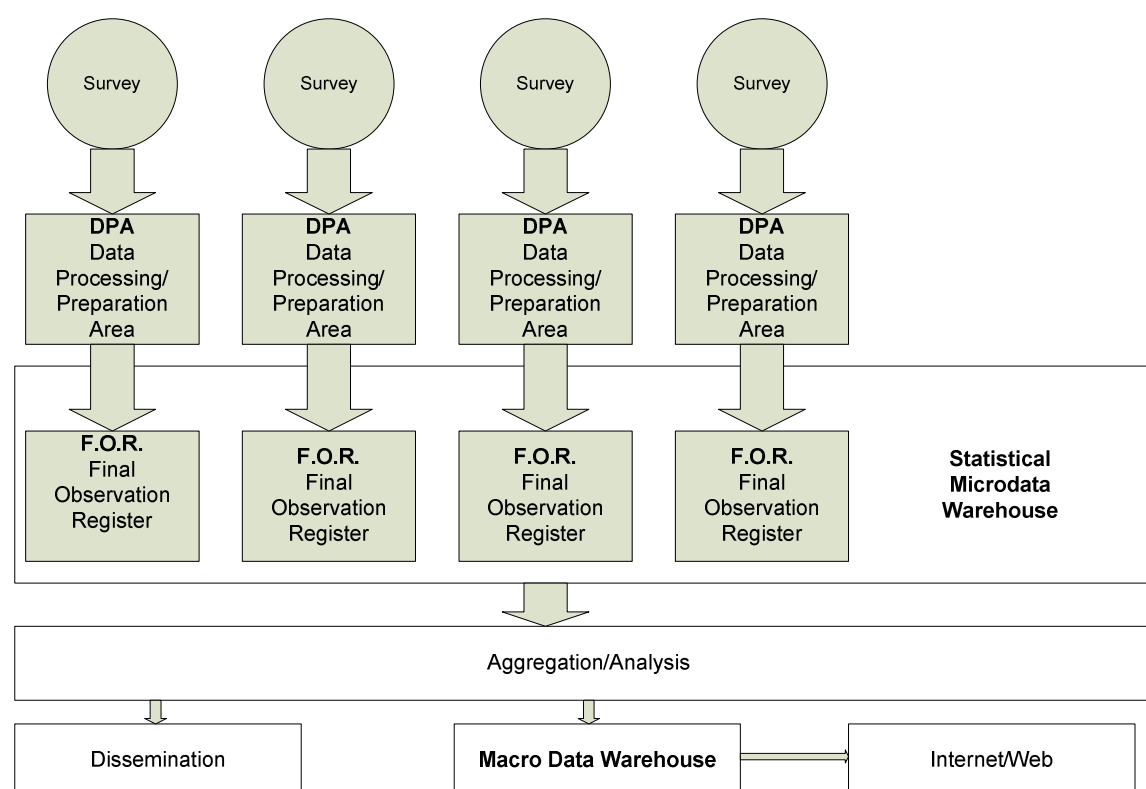 Survey
Survey
Survey
Survey
DPA
Data
Processing/
Preparation
Area
DPA
Data
Processing/
Preparation
Area
DPA
Data
Processing/
Preparation
Area
DPA
Data
Processing/
Preparation
Area
F.O.R.
Final
Observation
Register
F.O.R.
Final
Observation
Register
F.O.R.
Final
Observation
Register
F.O.R.
Final
Observation
Register
Statistical
Microdata
Warehouse
Aggregation/Analysis
Dissemination
Macro Data Warehouse
Internet/Web